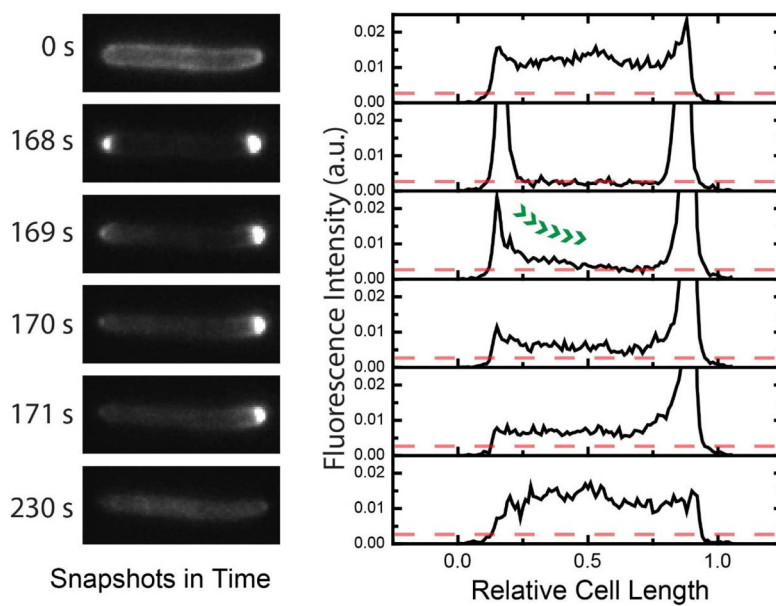 0 s
168 s
169 s
170 s
171 s
230 s
Snapshots in Time
Fluorescence Intensity (a.u.)
0.02
0.01
0.00
0.02
0.01
0.00
0.02
0.01
0.00
0.02
0.01
0.00
0.02
0.01
0.00
0.02
0.01
0.00
0.0 0.5 1.0
Relative Cell Length